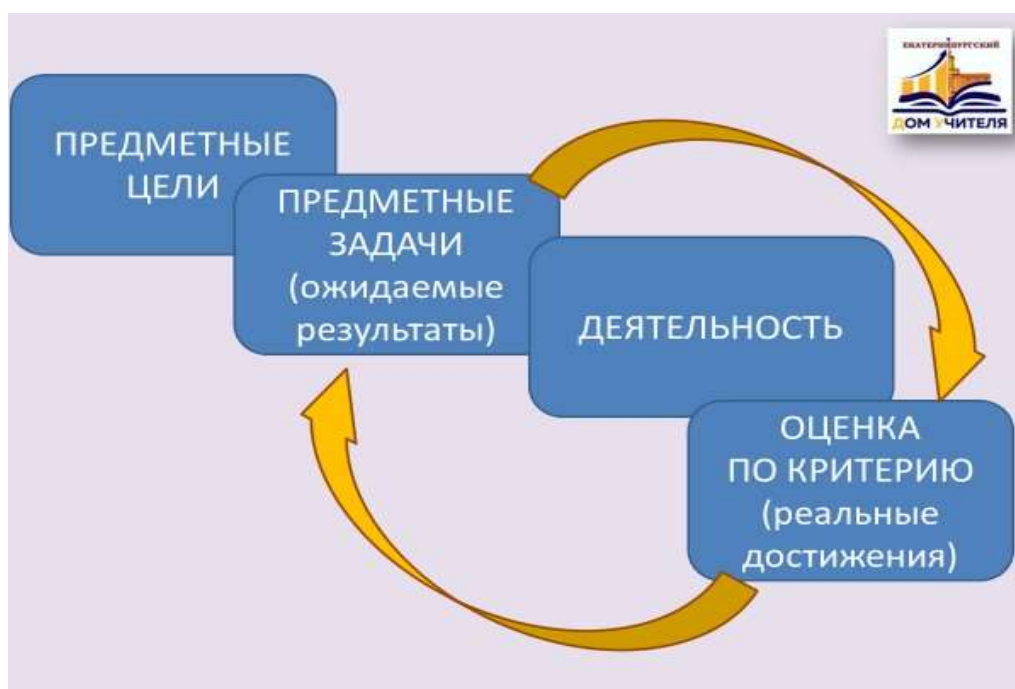 ЕКАТЕРИНБУРГСКИЙ
ДОМ УЧИТЕЛЯ
ПРЕДМЕТНЫЕ
ЦЕЛИ
ПРЕДМЕТНЫЕ
ЗАДАЧИ
(ожидаемые
результаты)
ДЕЯТЕЛЬНОСТЬ
ОЦЕНКА
ПО КРИТЕРИЮ
(реальные
достижения)